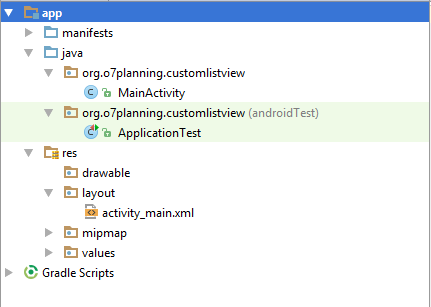 app
manifests
java
org.o7planning.customlistview
MainActivity
org.o7planning.customlistview (androidTest)
ApplicationTest
res
drawable
layout
activity_main.xml
mipmap
values
Gradle Scripts